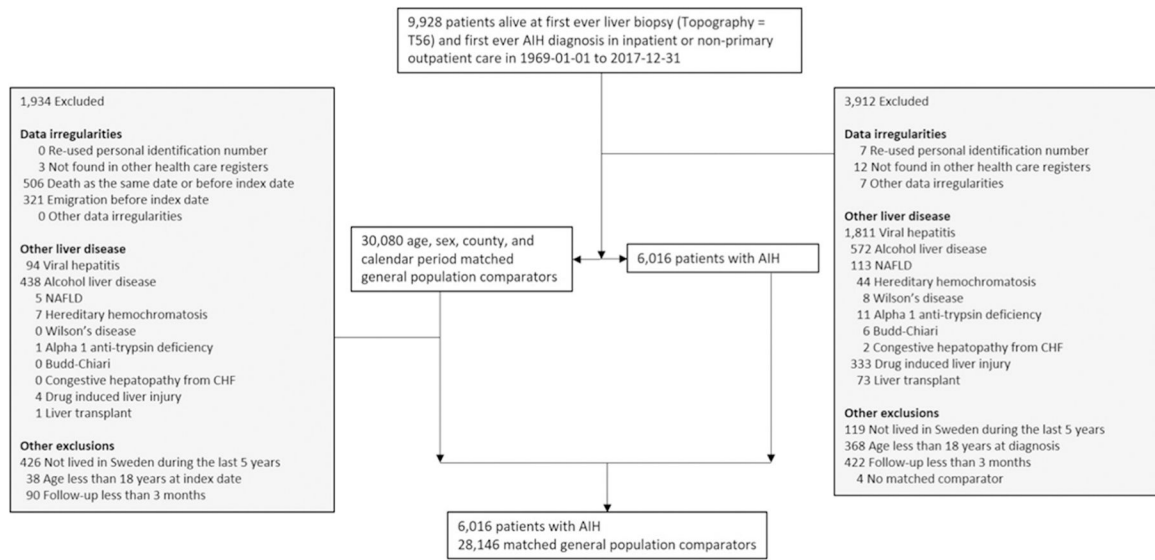 9,928 patients alive at first ever liver biopsy (Topography =
T56) and first ever AIH diagnosis in inpatient or non-primary
outpatient care in 1969-01-01 to 2017-12-31
1,934 Excluded
Data irregularities
0 Re-used personal identification number
3 Not found in other health care registers
506 Death as the same date or before index date
321 Emigration before index date
0 Other data irregularities
Other liver disease
94 Viral hepatitis
438 Alcohol liver disease
5 NAFLD
7 Hereditary hemochromatosis
0 Wilson's disease
1 Alpha 1 anti-trypsin deficiency
0 Budd-Chiari
0 Congestive hepatopathy from CHF
4 Drug induced liver injury
1 Liver transplant
Other exclusions
426 Not lived in Sweden during the last 5 years
38 Age less than 18 years at index date
90 Follow-up less than 3 months
3,912 Excluded
Data irregularities
7 Re-used personal identification number
12 Not found in other health care registers
7 Other data irregularities
Other liver disease
1,811 Viral hepatitis
572 Alcohol liver disease
113 NAFLD
44 Hereditary hemochromatosis
8 Wilson's disease
11 Alpha 1 anti-trypsin deficiency
6 Budd-Chiari
2 Congestive hepatopathy from CHF
333 Drug induced liver injury
73 Liver transplant
Other exclusions
119 Not lived in Sweden during the last 5 years
368 Age less than 18 years at diagnosis
422 Follow-up less than 3 months
4 No matched comparator
30,080 age, sex, county, and
calendar period matched
general population comparators
6,016 patients with AIH
6,016 patients with AIH
28,146 matched general population comparators